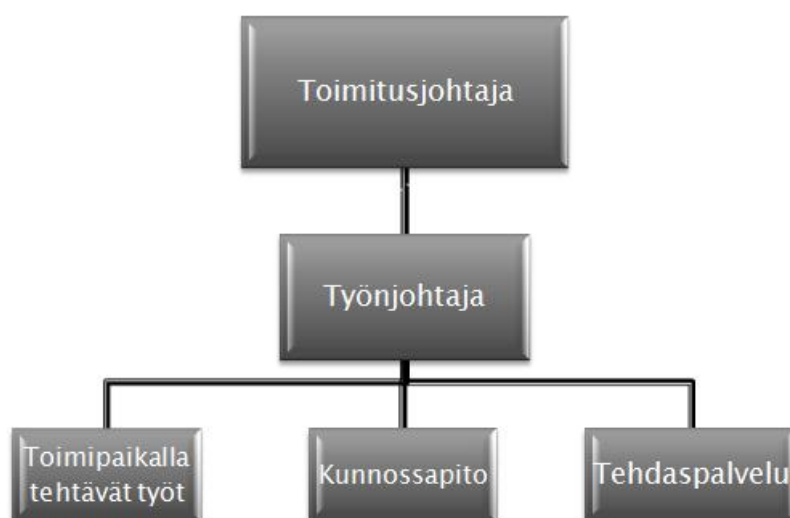 Toimitusjohtaja
Työnjohtaja
Toimipaikalla
tehtävät työt
Kunnossapito
Tehdaspalvelu